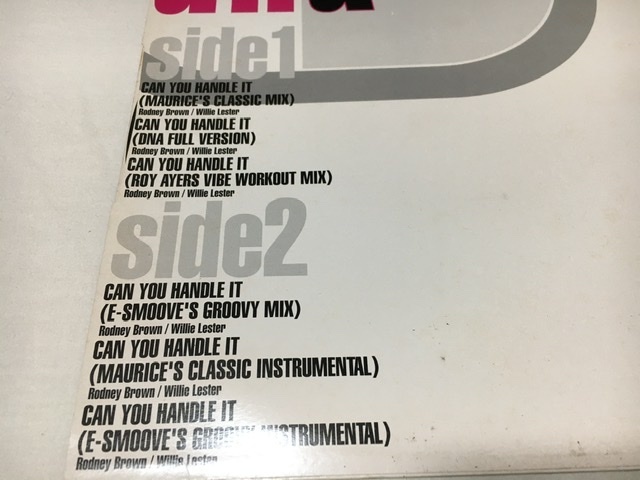 side1
CAN YOU HANDLE IT
(MAURICE'S CLASSIC MIX)
Rodney Brown / Willie Lester
CAN YOU HANDLE IT
(DNA FULL VERSION)
Rodney Brown / Willie Lester
CAN YOU HANDLE IT
(ROY AYERS VIBE WORKOUT MIX)
Rodney Brown / Willie Lester
side2
CAN YOU HANDLE IT
(E-SMOOVE'S GROOVY MIX)
Rodney Brown / Willie Lester
CAN YOU HANDLE IT
(MAURICE'S CLASSIC INSTRUMENTAL)
Rodney Brown / Willie Lester
CAN YOU HANDLE IT
(E-SMOOVE'S GROOVY INSTRUMENTAL)
Rodney Brown / Willie Lester